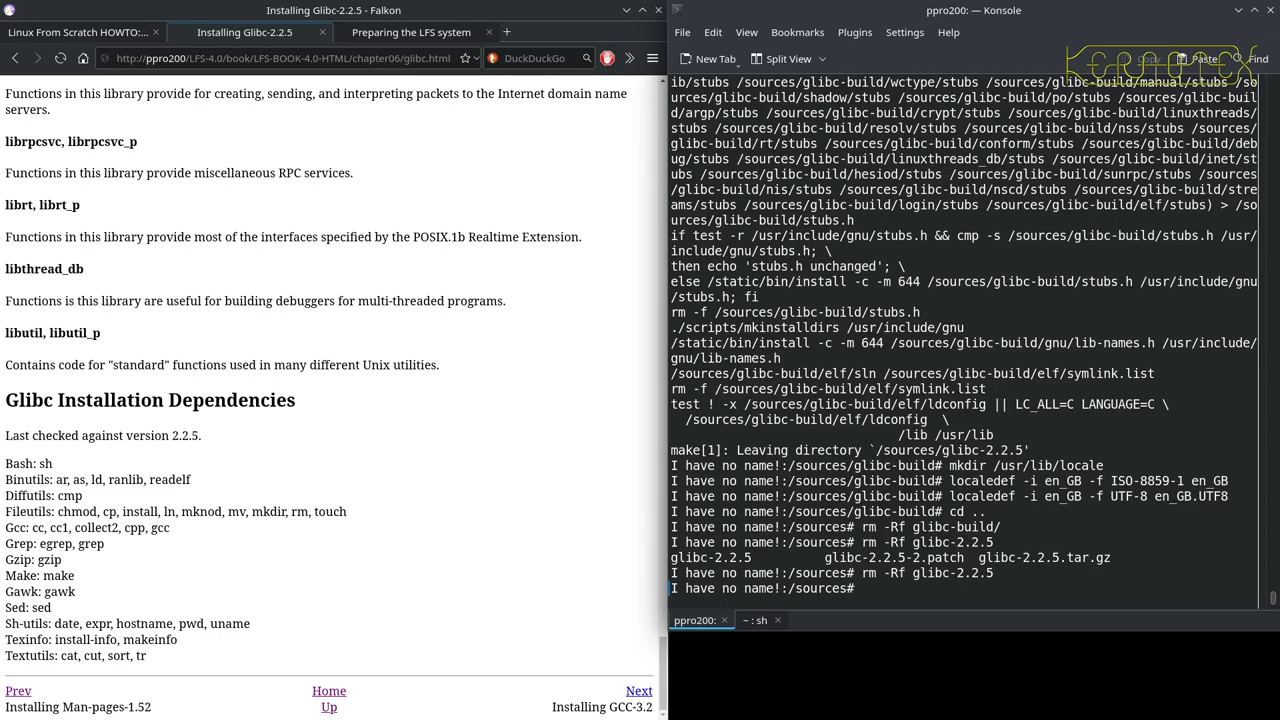 Installing Glibc-2.2.5 - Falkon
Linux From Scratch HOWTO:...
Installing Glibc-2.2.5
Preparing the LFS system
http://ppro200/LFS-4.0/book/LFS-BOOK-4.0-HTML/chapter06/glibc.html
DuckDuckGo
Functions in this library provide for creating, sending, and interpreting packets to the Internet domain name
servers.
librpcsvc, librpcsvc_p
Functions in this library provide miscellaneous RPC services.
librt, librt_p
Functions in this library provide most of the interfaces specified by the POSIX.1b Realtime Extension.
libthread_db
Functions is this library are useful for building debuggers for multi-threaded programs.
libutil, libutil_p
Contains code for "standard" functions used in many different Unix utilities.
Glibc Installation Dependencies
Last checked against version 2.2.5.
Bash: sh
Binutils: ar, as, ld, ranlib, readelf
Diffutils: cmp
Fileutils: chmod, cp, install, ln, mknod, mv, mkdir, rm, touch
Gcc: cc, cc1, collect2, cpp, gcc
Grep: egrep, grep
Gzip: gzip
Make: make
Gawk: gawk
Sed: sed
Sh-utils: date, expr, hostname, pwd, uname
Texinfo: install-info, makeinfo
Textutils: cat, cut, sort, tr
Prev Home Next
Installing Man-pages-1.52 Up Installing GCC-3.2
ppro200: — Konsole
File Edit View Bookmarks Plugins Settings Help
New Tab Split View Copy Paste Find
ib/stubs /sources/glibc-build/wctype/stubs /sources/glibc-build/manual/stubs /so
urces/glibc-build/shadow/stubs /sources/glibc-build/po/stubs /sources/glibc-buil
d/argp/stubs /sources/glibc-build/crypt/stubs /sources/glibc-build/linuxthreads/
stubs /sources/glibc-build/resolv/stubs /sources/glibc-build/nss/stubs /sources/
glibc-build/rt/stubs /sources/glibc-build/conform/stubs /sources/glibc-build/deb
ug/stubs /sources/glibc-build/linuxthreads_db/stubs /sources/glibc-build/inet/st
ubs /sources/glibc-build/hesiod/stubs /sources/glibc-build/sunrpc/stubs /sources
/glibc-build/nis/stubs /sources/glibc-build/nscd/stubs /sources/glibc-build/stre
ams/stubs /sources/glibc-build/login/stubs /sources/glibc-build/elf/stubs) > /so
urces/glibc-build/stubs.h
if test -r /usr/include/gnu/stubs.h && cmp -s /sources/glibc-build/stubs.h /usr/
include/gnu/stubs.h; \
then echo 'stubs.h unchanged'; \
else /static/bin/install -c -m 644 /sources/glibc-build/stubs.h /usr/include/gnu
/stubs.h; fi
rm -f /sources/glibc-build/stubs.h
./scripts/mkinstalldirs /usr/include/gnu
/static/bin/install -c -m 644 /sources/glibc-build/gnu/lib-names.h /usr/include/
gnu/lib-names.h
/sources/glibc-build/elf/sln /sources/glibc-build/elf/symlink.list
rm -f /sources/glibc-build/elf/symlink.list
test ! -x /sources/glibc-build/elf/ldconfig || LC_ALL=C LANGUAGE=C \
/sources/glibc-build/elf/ldconfig \
/lib /usr/lib
make[1]: Leaving directory `/sources/glibc-2.2.5'
I have no name!:/sources/glibc-build# mkdir /usr/lib/locale
I have no name!:/sources/glibc-build# localedef -i en_GB -f ISO-8859-1 en_GB
I have no name!:/sources/glibc-build# localedef -i en_GB -f UTF-8 en_GB.UTF8
I have no name!:/sources/glibc-build# cd ..
I have no name!:/sources# rm -Rf glibc-build/
I have no name!:/sources# rm -Rf glibc-2.2.5
glibc-2.2.5 glibc-2.2.5-2.patch glibc-2.2.5.tar.gz
I have no name!:/sources# rm -Rf glibc-2.2.5
I have no name!:/sources#
ppro200: ~ : sh